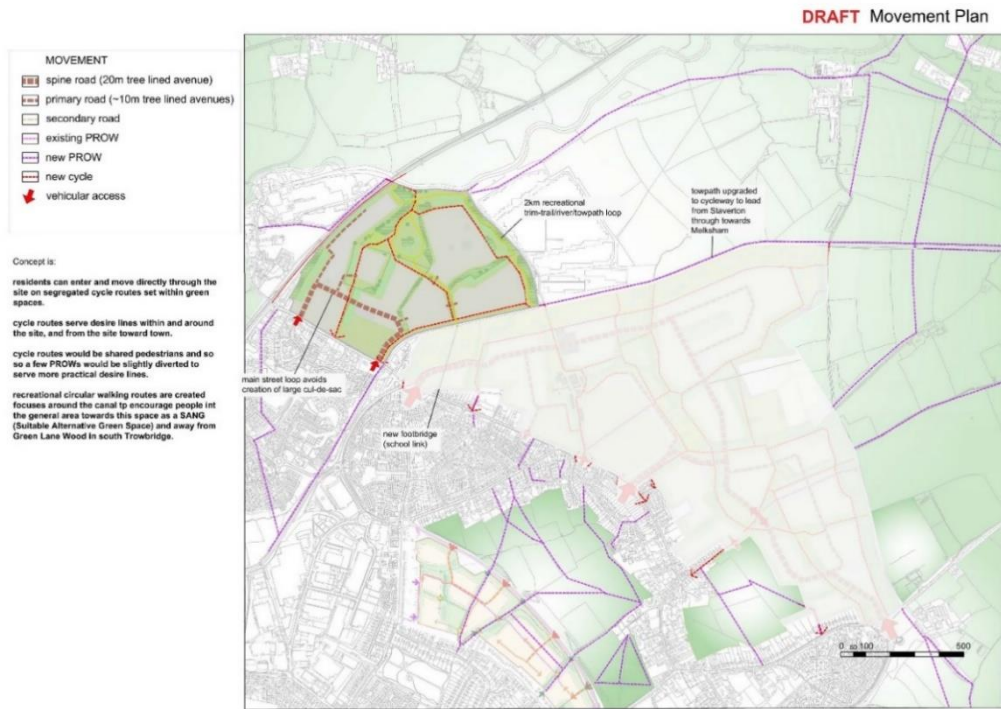 DRAFT Movement Plan
MOVEMENT
spine road (20m tree lined avenue)
primary road (~10m tree lined avenues)
secondary road
existing PROW
new PROW
new cycle
vehicular access
Concept is:
residents can enter and move directly through the
site on segregated cycle routes set within green
spaces.
cycle routes serve desire lines within and around
the site, and from the site toward town.
cycle routes would be shared pedestrians and so
so a few PROWs would be slightly diverted to
serve more practical desire lines.
recreational circular walking routes are created
focuses around the canal tp encourage people int
the general area towards this space as a SANG
(Suitable Alternative Green Space) and away from
Green Lane Wood in south Trowbridge.
2km recreational
trim-trail/river/towpath loop
towpath upgraded
to cycleway to lead
from Staverton
through towards
Melksham
main street loop avoids
creation of large cul-de-sac
new footbridge
(school link)
0 50 100 500